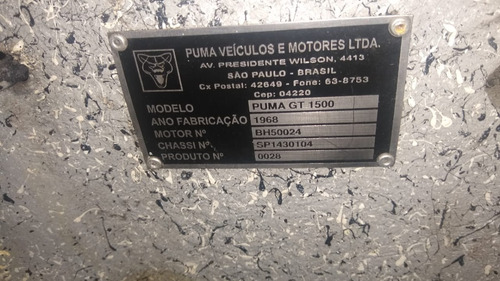 PUMA VEÍCULOS E MOTORES LTDA.
AV. PRESIDENTE WILSON, 4413
SÃO PAULO - BRASIL
Cx Postal: 42649 - Fone: 63-8753
Cep: 04220
MODELO PUMA GT 1500
ANO FABRICAÇÃO 1968
MOTOR Nº BH50024
CHASSI Nº SP1430104
PRODUTO Nº 0028